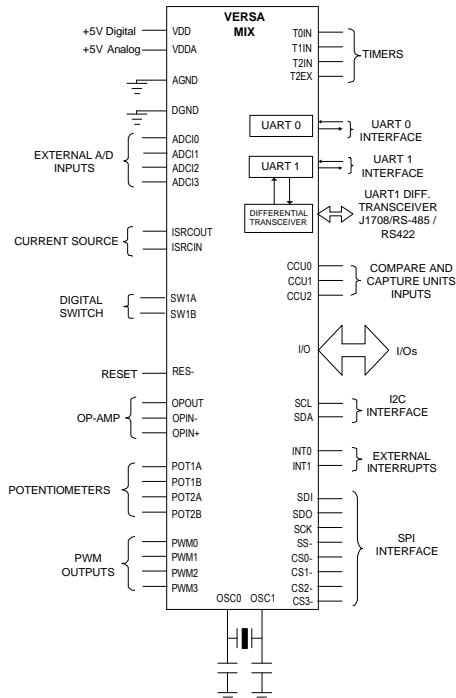 VERSA
MIX
+5V Digital
VDD
+5V Analog
VDDA
AGND
DGND
EXTERNAL A/D
INPUTS
ADCI0
ADCI1
ADCI2
ADCI3
CURRENT SOURCE
ISRCOUT
ISRCIN
DIGITAL
SWITCH
SW1A
SW1B
RESET
RES-
OP-AMP
OPOUT
OPIN-
OPIN+
POTENTIOMETERS
POT1A
POT1B
POT2A
POT2B
PWM
OUTPUTS
PWM0
PWM1
PWM2
PWM3
OSC0 OSC1
T0IN
T1IN
T2IN
T2EX
TIMERS
UART 0
UART 0
INTERFACE
UART 1
UART 1
INTERFACE
DIFFERENTIAL
TRANSCEIVER
UART1 DIFF.
TRANSCEIVER
J1708/RS-485 /
RS422
CCU0
CCU1
CCU2
COMPARE AND
CAPTURE UNITS
INPUTS
I/O
I/Os
SCL
SDA
I2C
INTERFACE
INT0
INT1
EXTERNAL
INTERRUPTS
SDI
SDO
SCK
SS-
CS0-
CS1-
CS2-
CS3-
SPI
INTERFACE